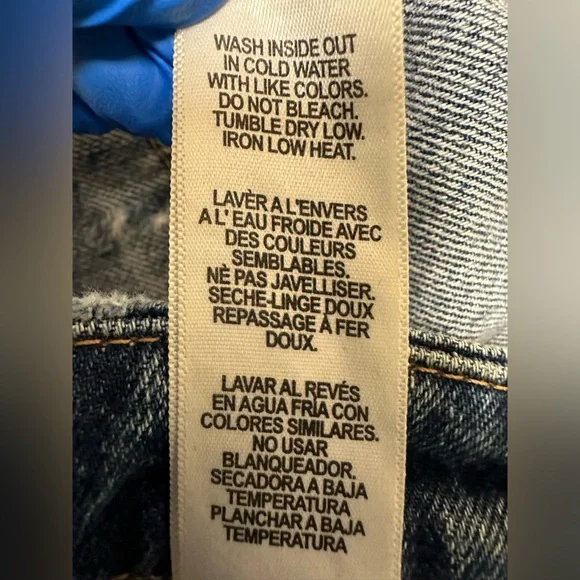 WASH INSIDE OUT
IN COLD WATER
WITH LIKE COLORS.
DO NOT BLEACH.
TUMBLE DRY LOW.
IRON LOW HEAT.
LAVÈR A L'ENVERS
A L' EAU FROIDE AVEC
DES COULEURS
SEMBLABLES.
NÈ PAS JAVELLISER.
SECHE-LINGE DOUX
REPASSAGE À FER
DOUX.
LAVAR AL REVÉS
EN AGUA FRÍA CON
COLORES SIMILARES.
NO USAR
BLANQUEADOR.
SECADORA A BAJA
TEMPERATURA
PLANCHAR A BAJA
TEMPERATURA